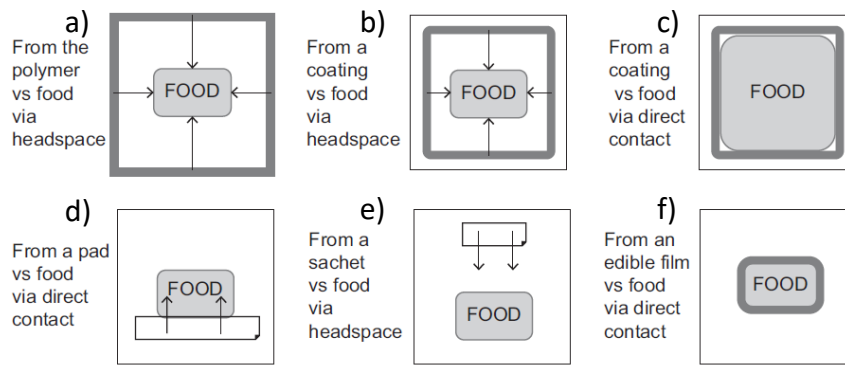 a)
From the
polymer
vs food
via
headspace
FOOD
b)
From a
coating
vs food
via
headspace
FOOD
c)
From a
coating
vs food
via direct
contact
FOOD
d)
From a pad
vs food
via direct
contact
FOOD
e)
From a
sachet
vs food
via
headspace
FOOD
f)
From an
edible film
vs food
via direct
contact
FOOD